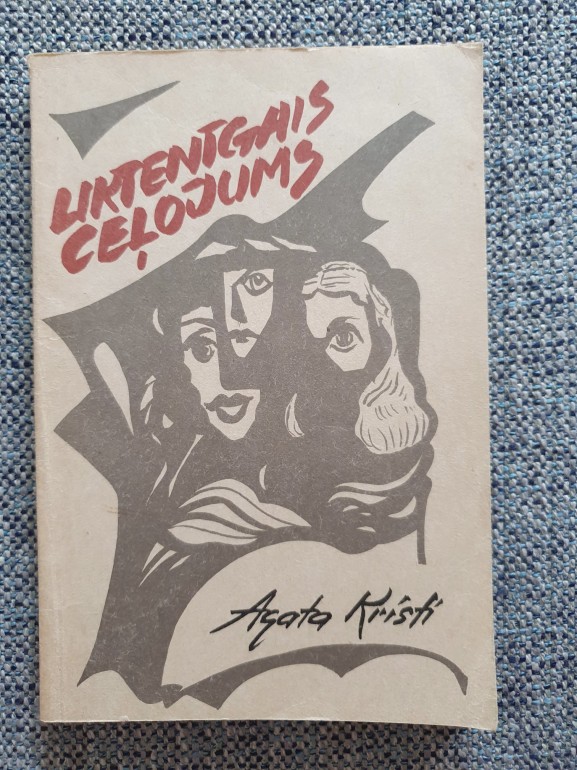 LIKTENĪGAIS
CEĻOJUMS
Agata Kristi